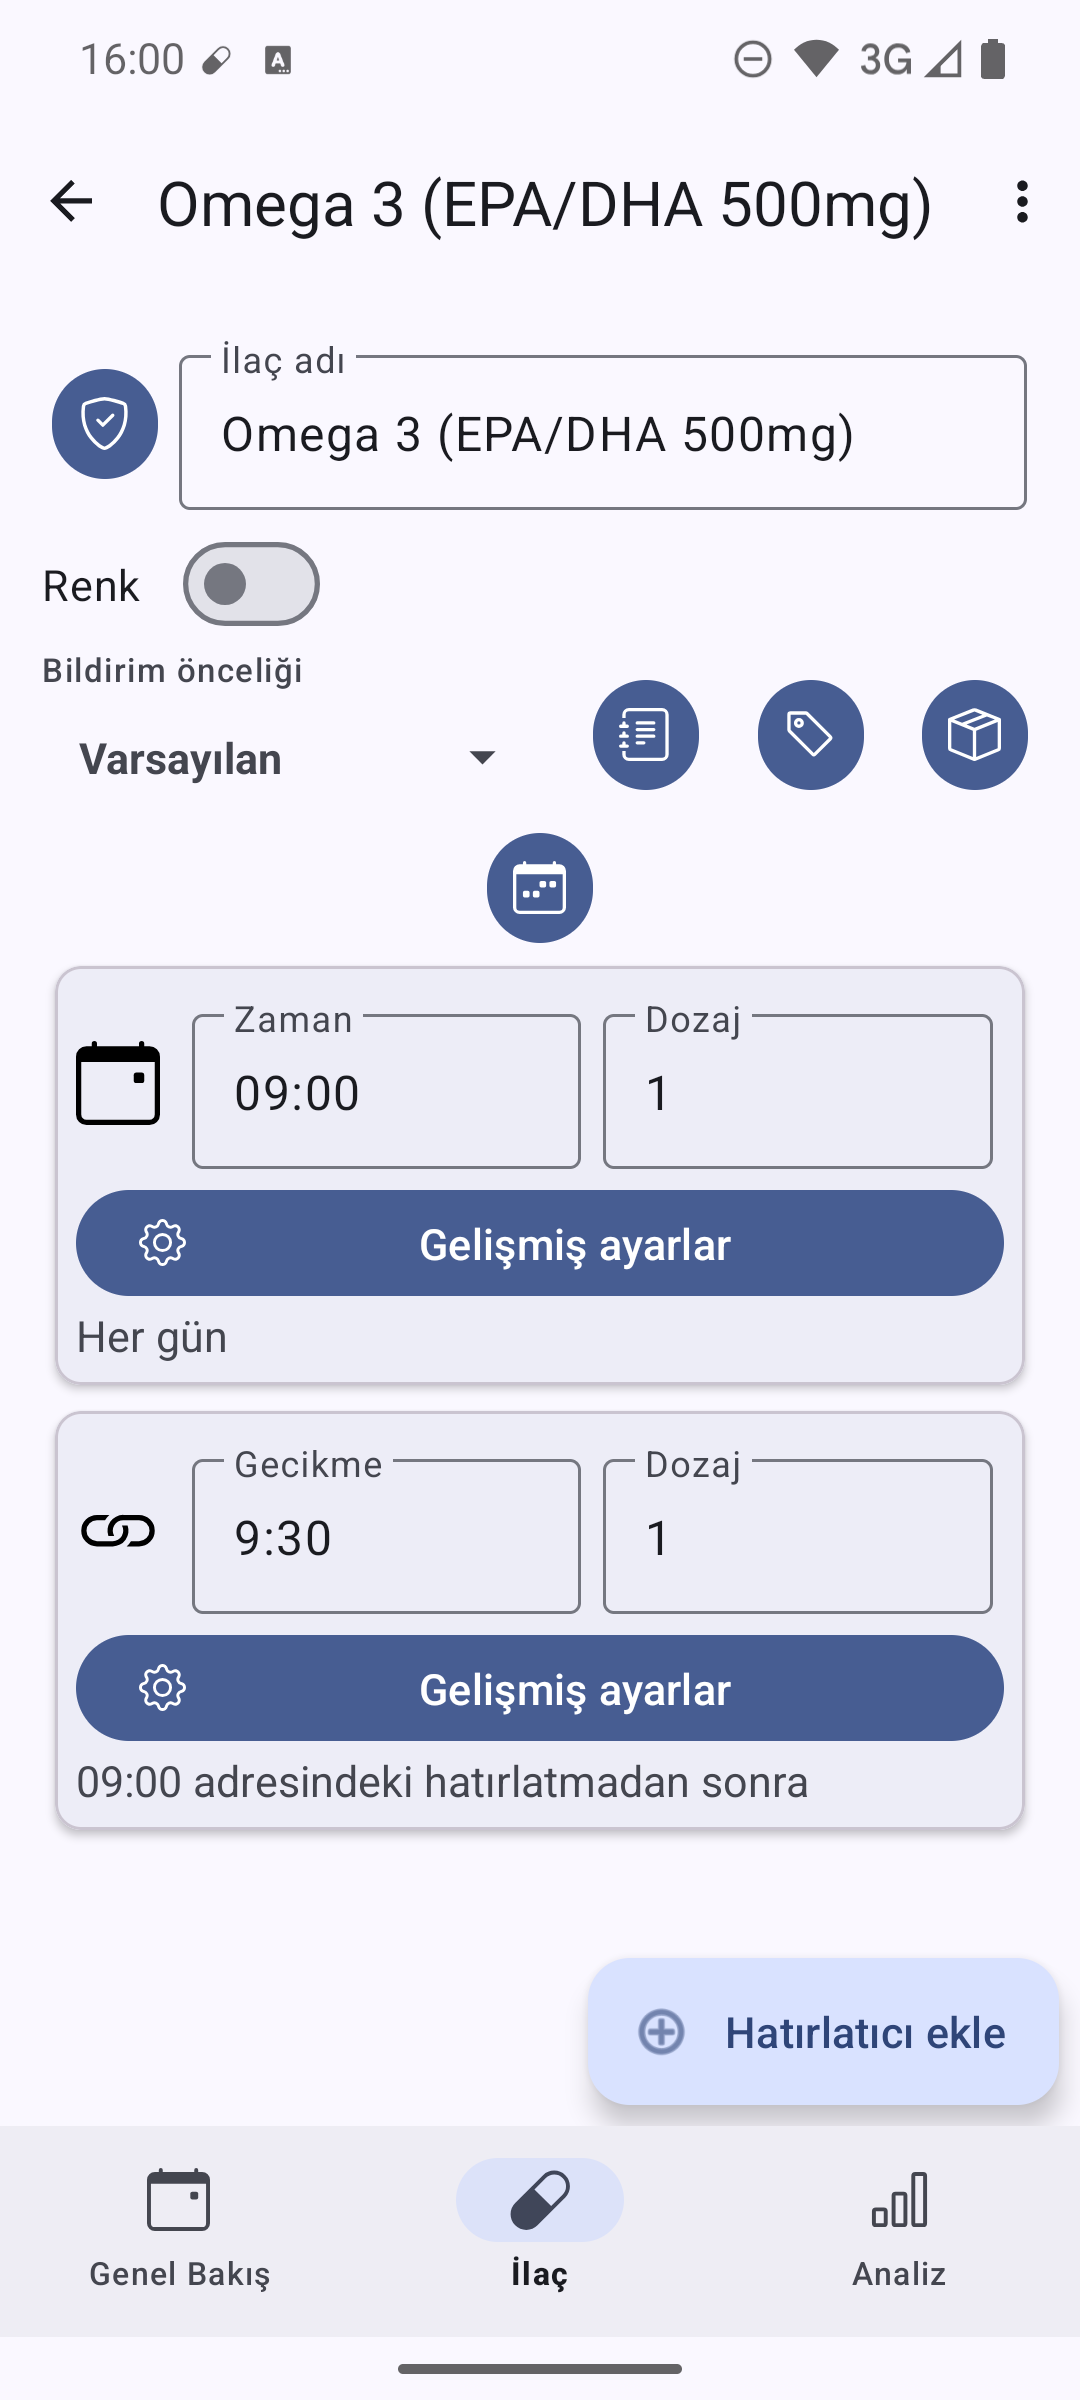 16:00
3G
Omega 3 (EPA/DHA 500mg)
İlaç adı
Omega 3 (EPA/DHA 500mg)
Renk
Bildirim önceliği
Varsayılan
Zaman
Dozaj
09:00
1
Gelişmiş ayarlar
Her gün
Gecikme
Dozaj
9:30
1
Gelişmiş ayarlar
09:00 adresindeki hatırlatmadan sonra
Hatırlatıcı ekle
Genel Bakış
İlaç
Analiz